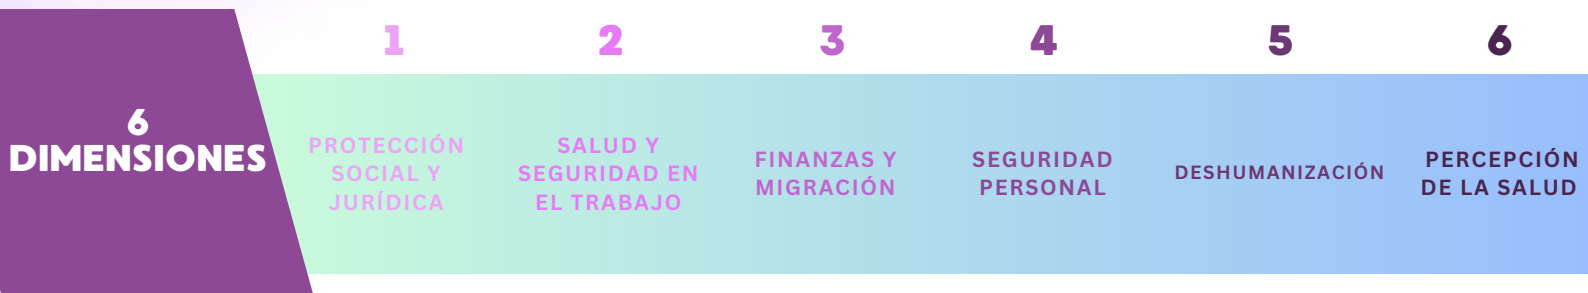 6
DIMENSIONES
1
PROTECCIÓN
SOCIAL Y
JURÍDICA
2
SALUD Y
SEGURIDAD EN
EL TRABAJO
3
FINANZAS Y
MIGRACIÓN
4
SEGURIDAD
PERSONAL
5
DESHUMANIZACIÓN
6
PERCEPCIÓN
DE LA SALUD